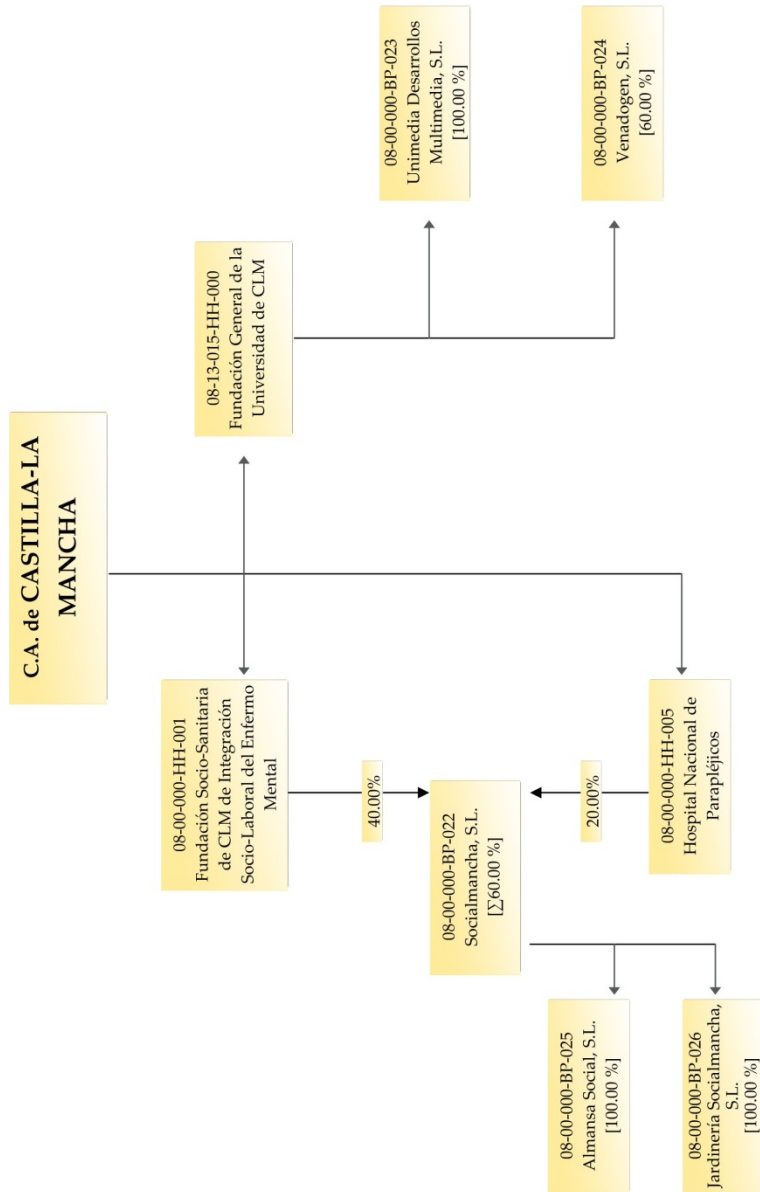 C.A. de CASTILLA-LA
MANCHA
08-00-000-HH-001
Fundación Socio-Sanitaria
de CLM de Integración
Socio-Laboral del Enfermo
Mental
08-13-015-HH-000
Fundación General de la
Universidad de CLM
40.00%
08-00-000-BP-022
Socialmancha, S.L.
[∑60.00 %]
20.00%
08-00-000-HH-005
Hospital Nacional de
Parapléjicos
08-00-000-BP-023
Unimedia Desarrollos
Multimedia, S.L.
[100.00 %]
08-00-000-BP-024
Venadogen, S.L.
[60.00 %]
08-00-000-BP-025
Almansa Social, S.L.
[100.00 %]
08-00-000-BP-026
Jardinería Socialmancha,
S.L.
[100.00 %]